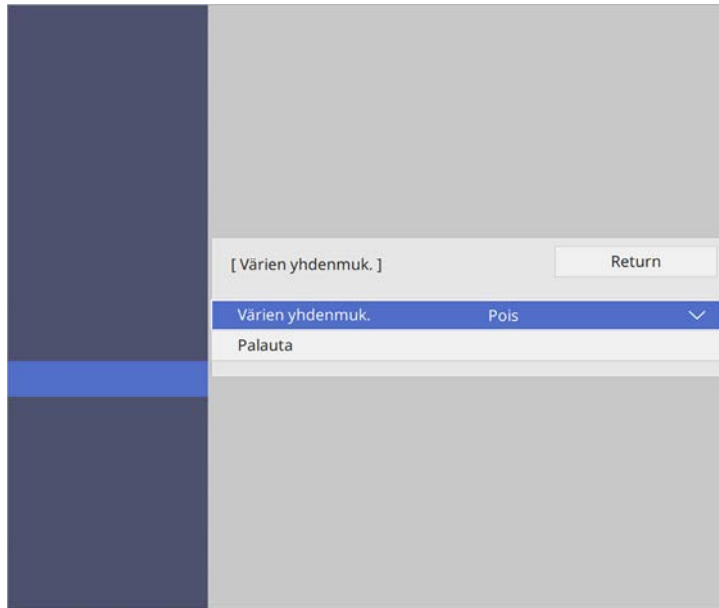 [ Värien yhdenmuk. ]
Return
Värien yhdenmuk. Pois
Palauta